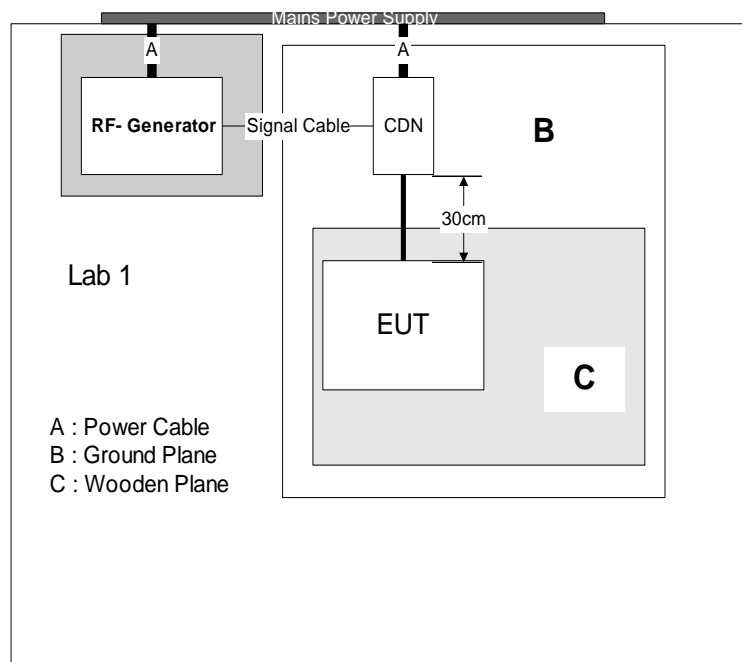 Mains Power Supply
A
A
RF- Generator
Signal Cable
CDN
B
30cm
Lab 1
EUT
C
A : Power Cable
B : Ground Plane
C : Wooden Plane